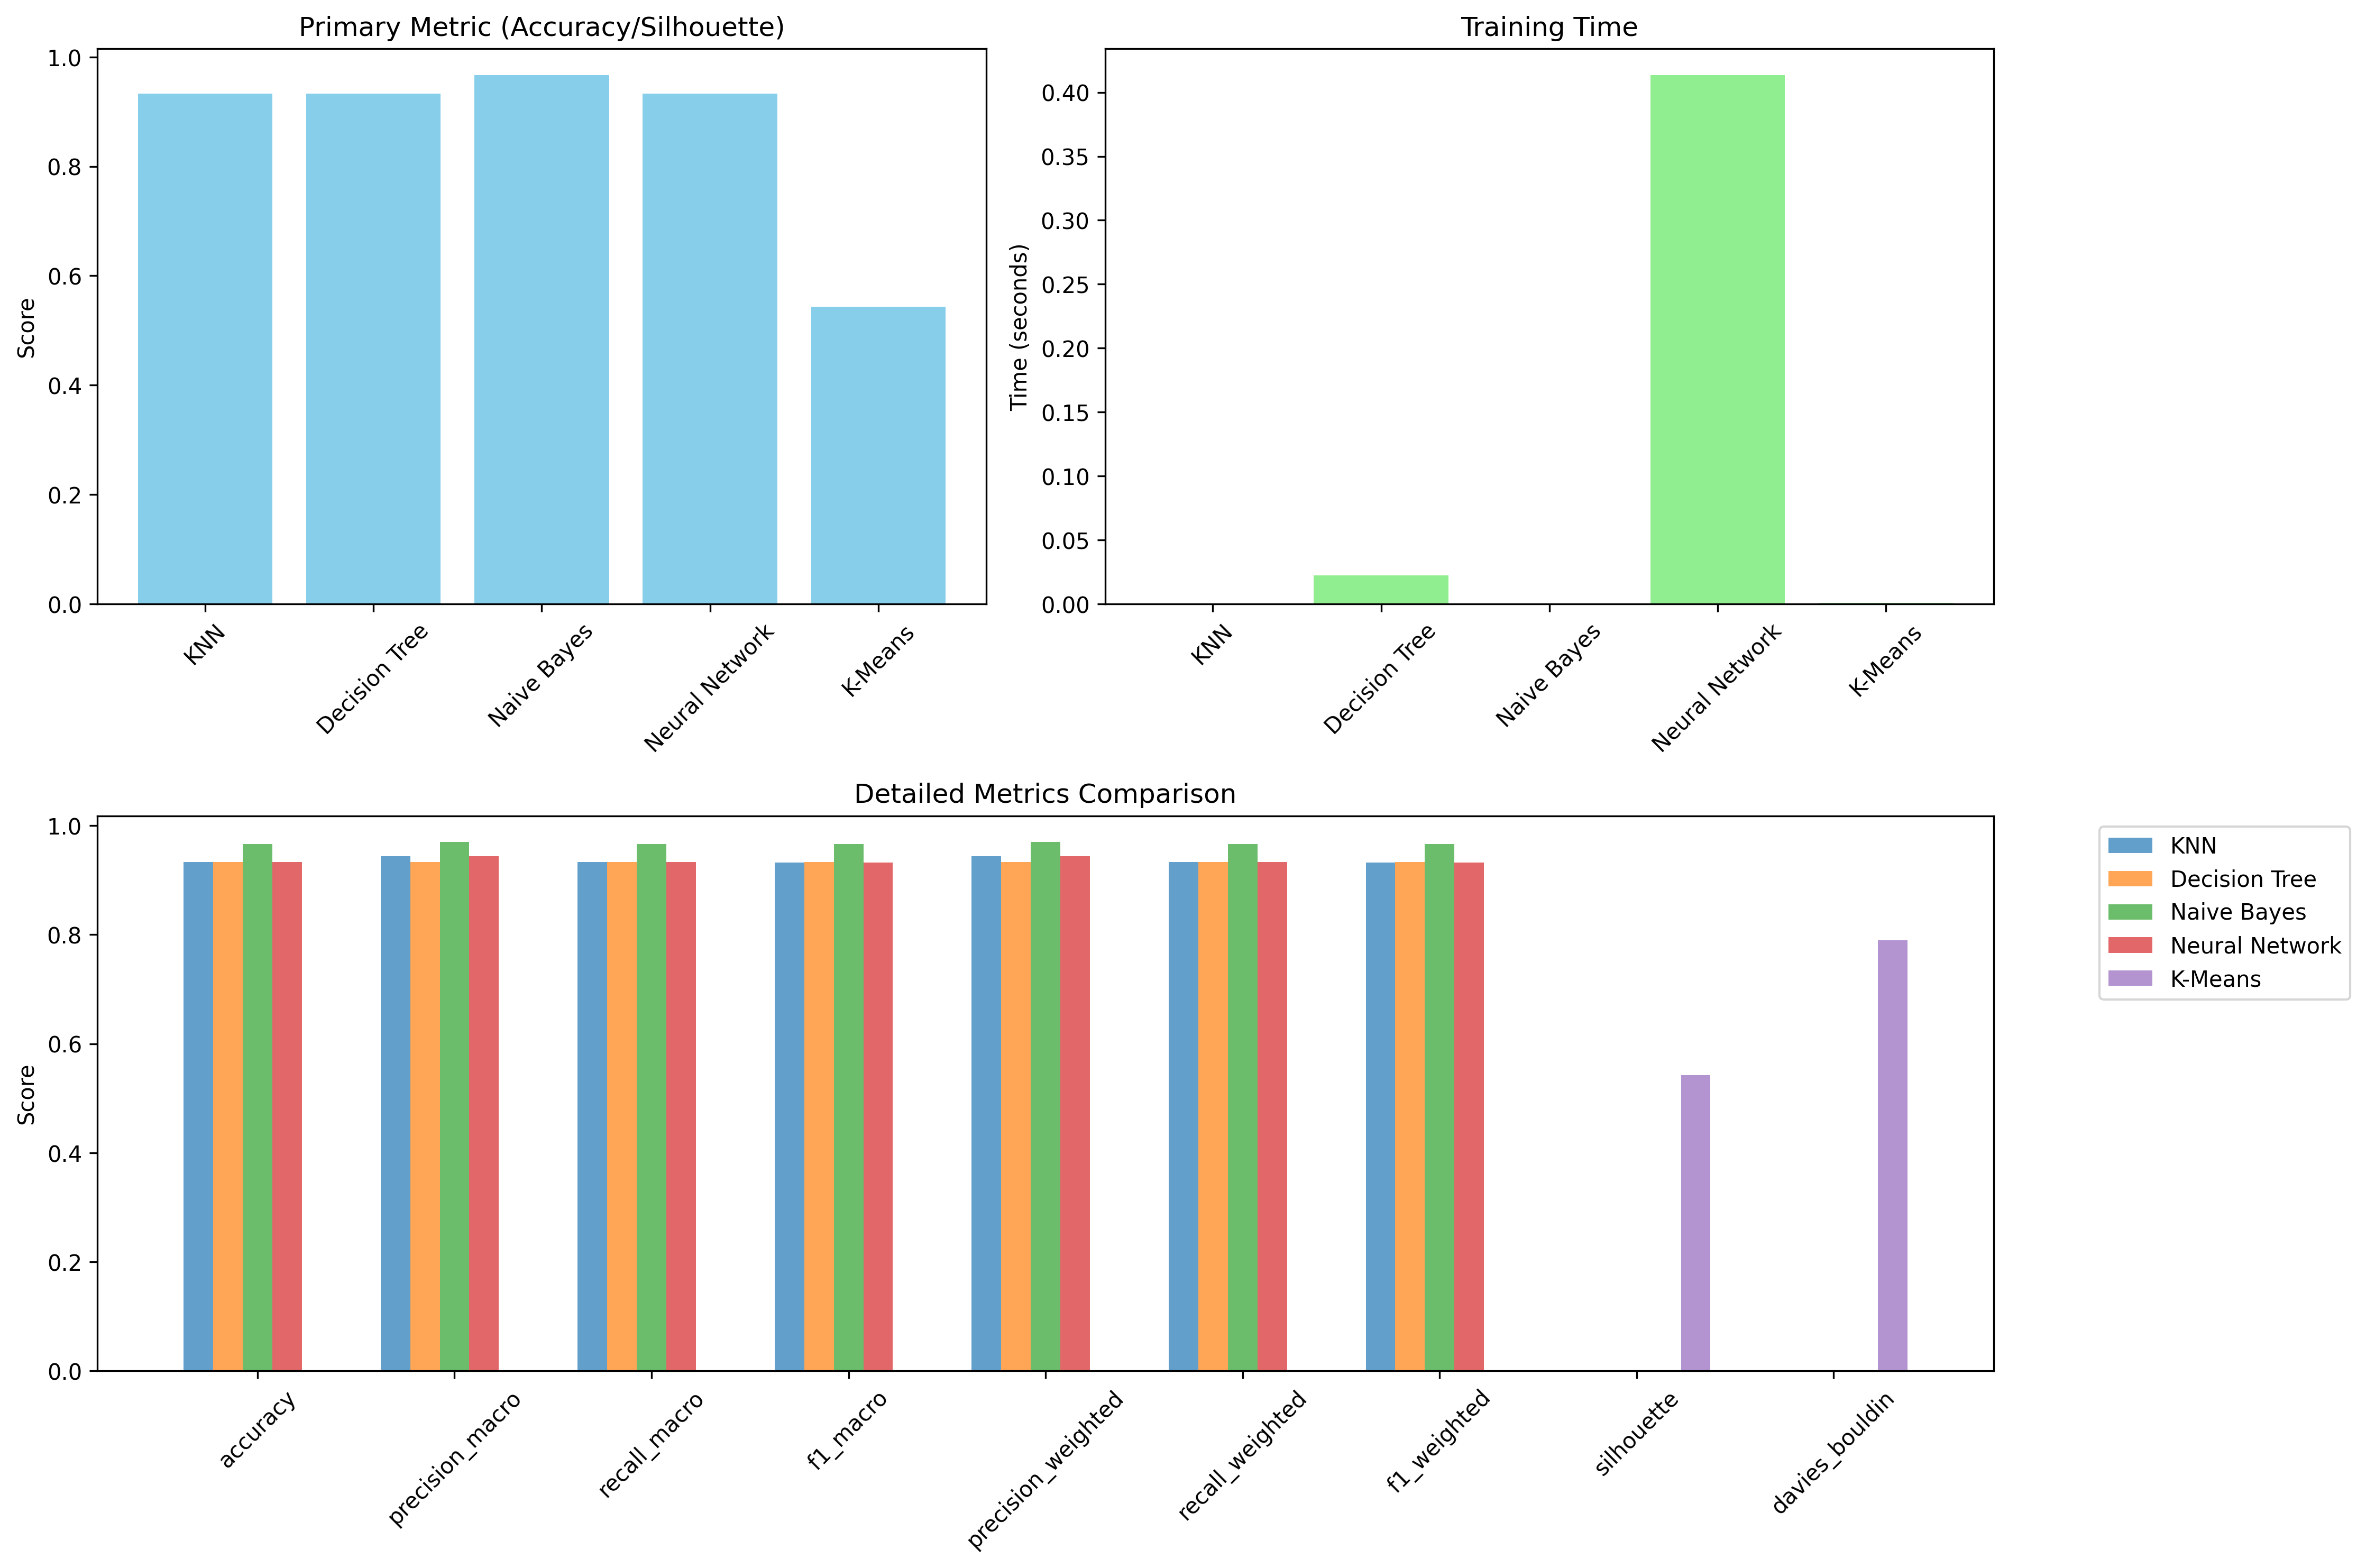 Primary Metric (Accuracy/Silhouette)
Score
1.0
0.8
0.6
0.4
0.2
0.0
KNN
Decision Tree
Naive Bayes
Neural Network
K-Means
Training Time
Time (seconds)
0.40
0.35
0.30
0.25
0.20
0.15
0.10
0.05
0.00
KNN
Decision Tree
Naive Bayes
Neural Network
K-Means
Detailed Metrics Comparison
Score
1.0
0.8
0.6
0.4
0.2
0.0
accuracy
precision_macro
recall_macro
f1_macro
precision_weighted
recall_weighted
f1_weighted
silhouette
davies_bouldin
KNN
Decision Tree
Naive Bayes
Neural Network
K-Means